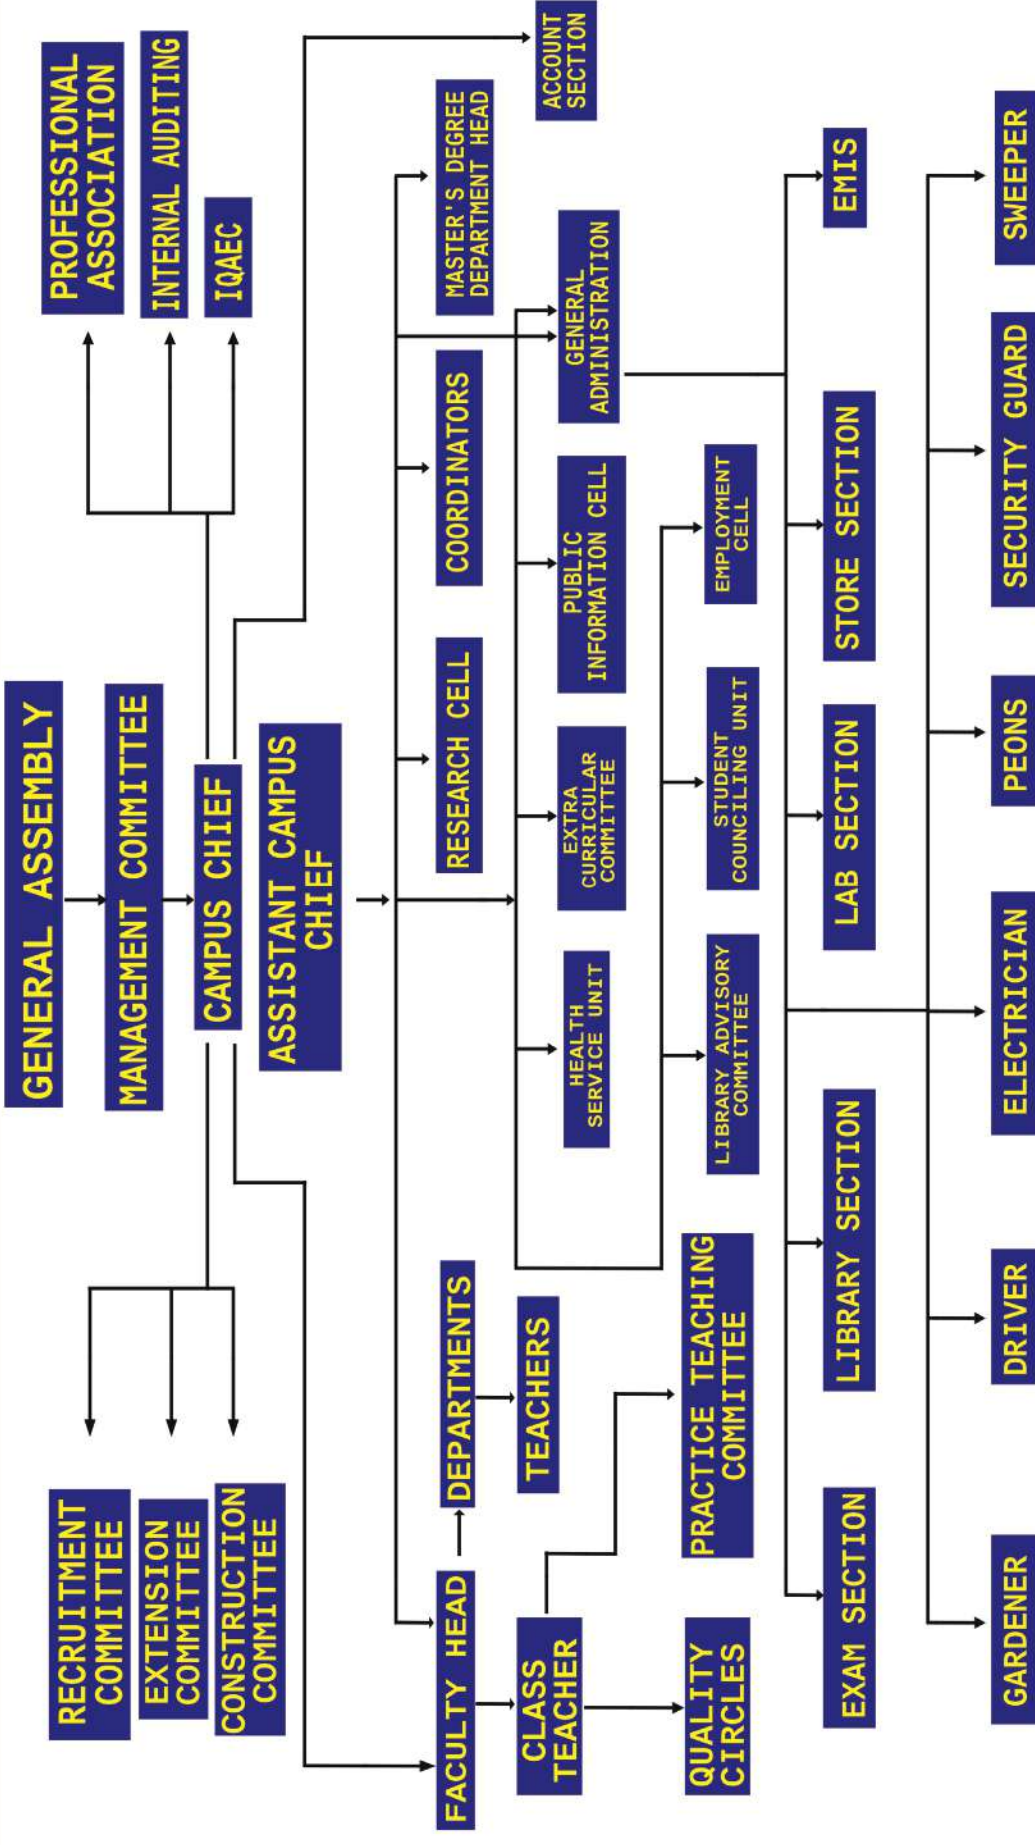 GENERAL ASSEMBLY
MANAGEMENT COMMITTEE
CAMPUS CHIEF
ASSISTANT CAMPUS
CHIEF
RECRUITMENT
COMMITTEE
EXTENSION
COMMITTEE
CONSTRUCTION
COMMITTEE
PROFESSIONAL
ASSOCIATION
INTERNAL AUDITING
IQAEC
FACULTY HEAD
DEPARTMENTS
RESEARCH CELL
COORDINATORS
MASTER'S DEGREE
DEPARTMENT HEAD
ACCOUNT
SECTION
CLASS
TEACHER
TEACHERS
HEALTH
SERVICE UNIT
EXTRA
CURRICULAR
COMMITTEE
PUBLIC
INFORMATION CELL
GENERAL
ADMINISTRATION
QUALITY
CIRCLES
PRACTICE TEACHING
COMMITTEE
LIBRARY ADVISORY
COMMITTEE
STUDENT
COUNCILING UNIT
EMPLOYMENT
CELL
EXAM SECTION
LIBRARY SECTION
LAB SECTION
STORE SECTION
EMIS
GARDENER
DRIVER
ELECTRICIAN
PEONS
SECURITY GUARD
SWEEPER